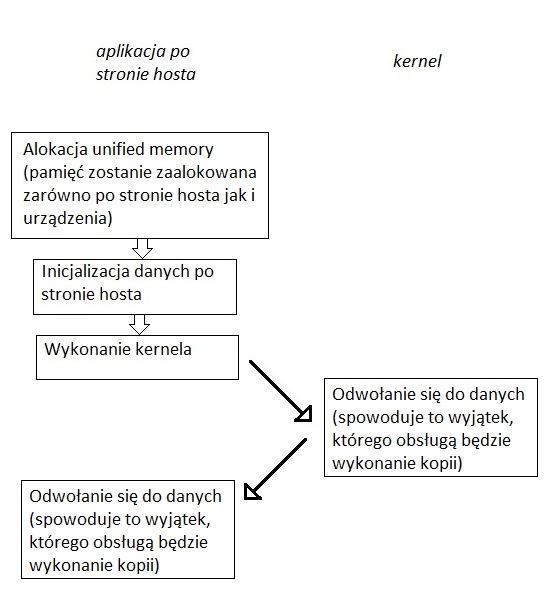 aplikacja po
stronie hosta
kernel
Alokacja unified memory
(pamięć zostanie zaalokowana
zarówno po stronie hosta jak i
urządzenia)
Inicjalizacja danych po
stronie hosta
Wykonanie kernela
Odwołanie się do danych
(spowoduje to wyjątek,
którego obsługą będzie
wykonanie kopii)
Odwołanie się do danych
(spowoduje to wyjątek,
którego obsługą będzie
wykonanie kopii)